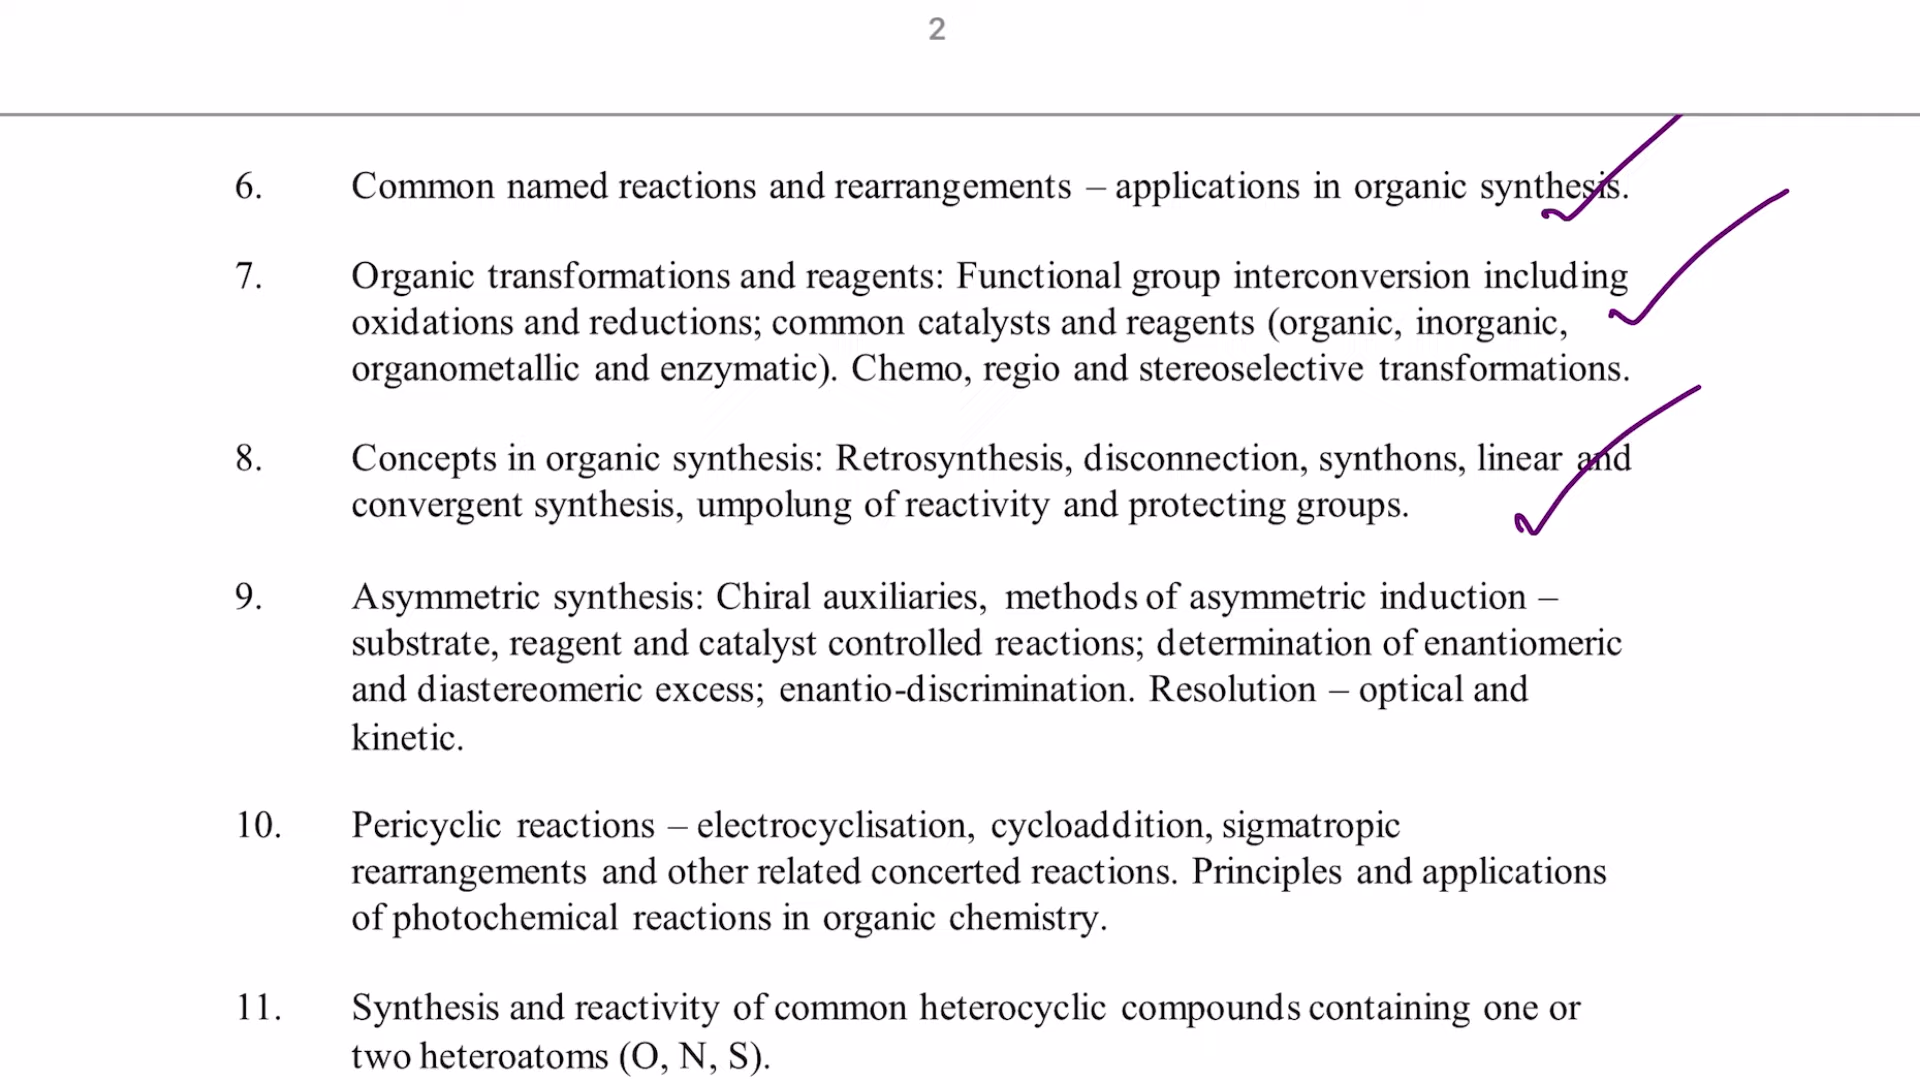 2
6. Common named reactions and rearrangements – applications in organic synthesis.
7. Organic transformations and reagents: Functional group interconversion including
oxidations and reductions; common catalysts and reagents (organic, inorganic,
organometallic and enzymatic). Chemo, regio and stereoselective transformations.
8. Concepts in organic synthesis: Retrosynthesis, disconnection, synthons, linear and
convergent synthesis, umpolung of reactivity and protecting groups.
9. Asymmetric synthesis: Chiral auxiliaries, methods of asymmetric induction –
substrate, reagent and catalyst controlled reactions; determination of enantiomeric
and diastereomeric excess; enantio-discrimination. Resolution – optical and
kinetic.
10. Pericyclic reactions – electrocyclisation, cycloaddition, sigmatropic
rearrangements and other related concerted reactions. Principles and applications
of photochemical reactions in organic chemistry.
11. Synthesis and reactivity of common heterocyclic compounds containing one or
two heteroatoms (O, N, S).